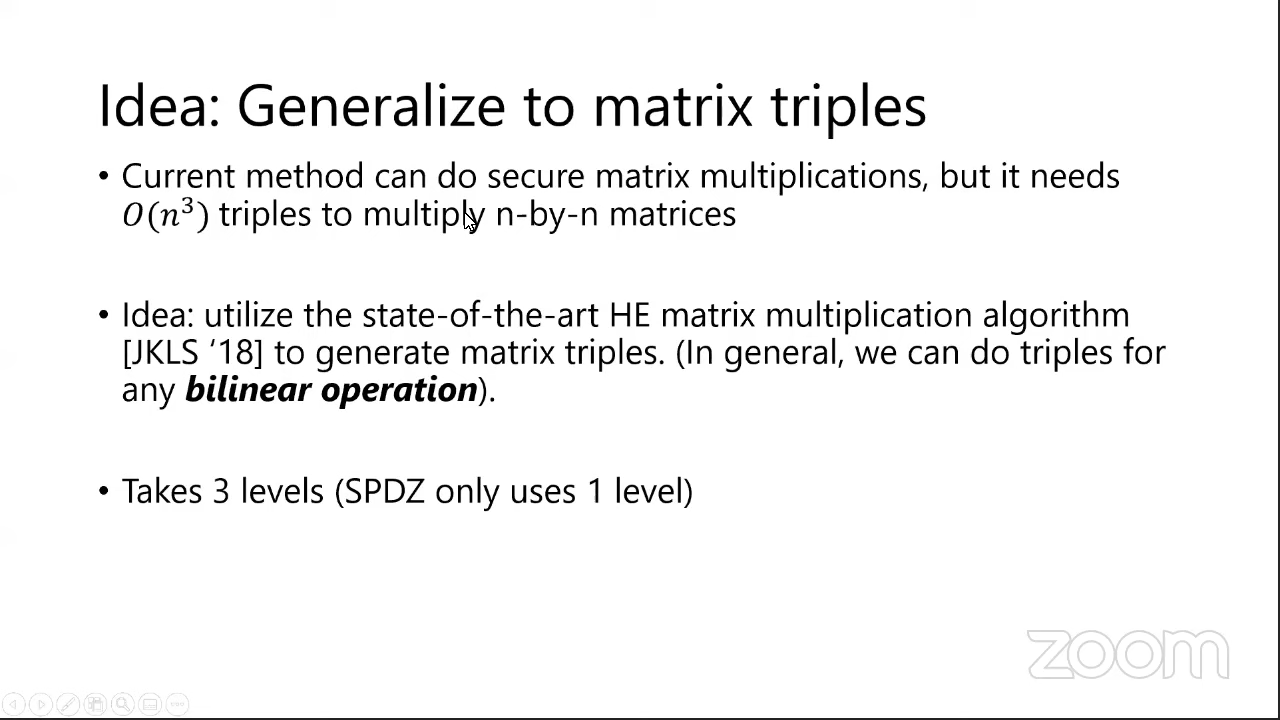 Idea: Generalize to matrix triples
• Current method can do secure matrix multiplications, but it needs
O(n³) triples to multiply n-by-n matrices
• Idea: utilize the state-of-the-art HE matrix multiplication algorithm
[JKLS ‘18] to generate matrix triples. (In general, we can do triples for
any bilinear operation).
• Takes 3 levels (SPDZ only uses 1 level)
zoom